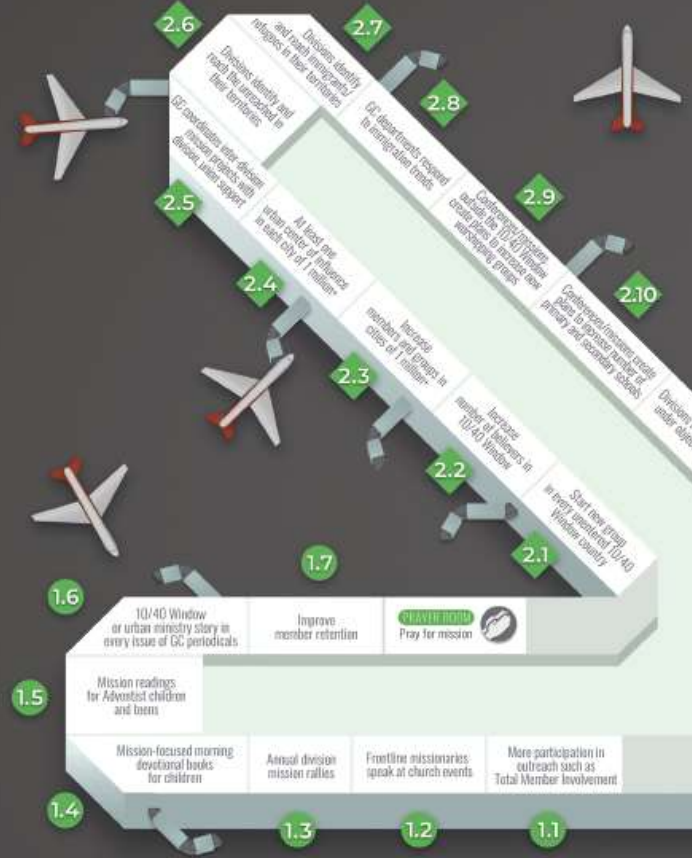 2.6
2.7
Divisions identify
and reach immigrants/
refugees in their territories
Divisions identify and
reach the unreached in
their territories
2.8
GC departments respond
to immigration trends
GC coordinates inter-division
mission projects with
division, union support
2.5
2.9
Conferences/missions
outside the 10/40 Window
create plans to increase new
worshipping groups
At least one
urban center of influence
in each city of 1 million+
2.4
2.10
Conferences/missions create
plans to increase number of
primary and secondary schools
Increase
members and groups in
cities of 1 million+
2.3
Divisions
under
Increase
number of believers in
10/40 Window
2.2
Start new group
in every unentered 10/40
Window country
2.1
1.7
1.6
10/40 Window
or urban ministry story in
every issue of GC periodicals
Improve
member retention
PRAYER ROOM
Pray for mission
1.5
Mission readings
for Adventist children
and teens
Mission-focused morning
devotional books
for children
Annual division
mission rallies
Frontline missionaries
speak at church events
More participation in
outreach such as
Total Member Involvement
1.4
1.3
1.2
1.1